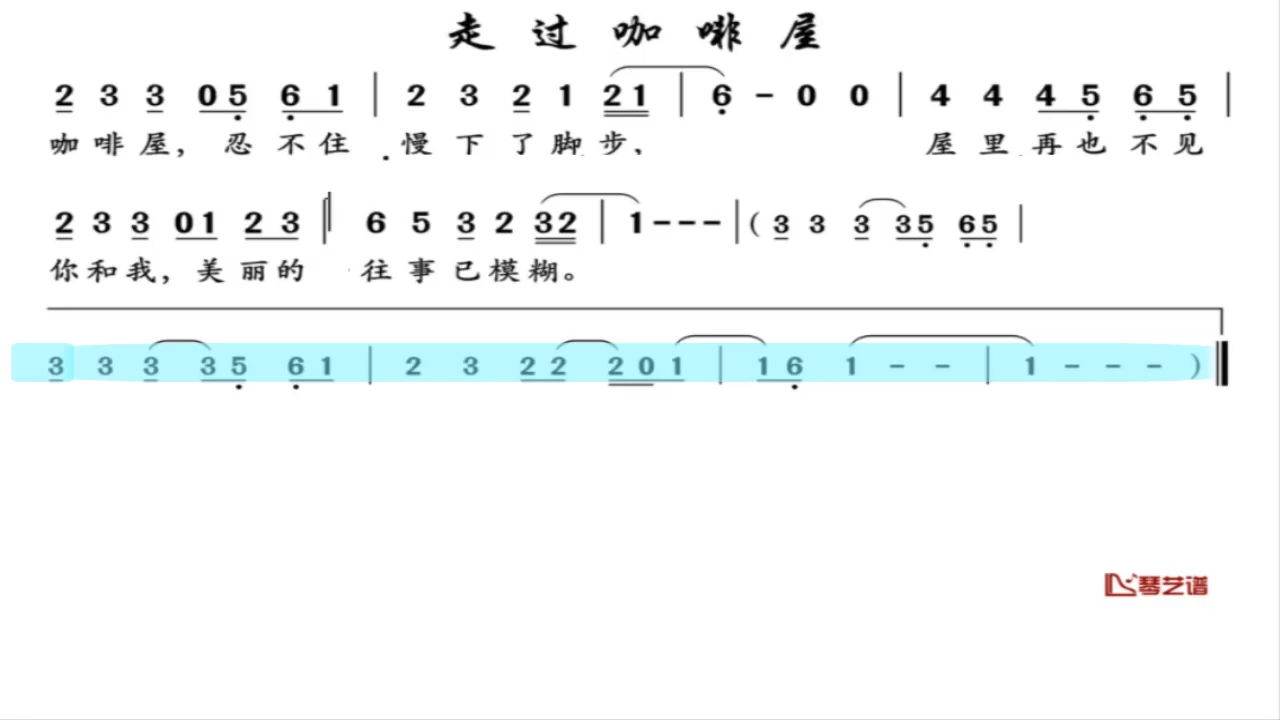 走过咖啡屋
2 3 3 0 5 6 1 | 2 3 2 1 2 1 | 6 - 0 0 | 4 4 4 5 6 5 |
咖啡屋，忍不住 慢下了脚步， 屋里再也不见
2 3 3 0 1 2 3 || 6 5 3 2 3 2 | 1 - - - | ( 3 3 3 3 5 6 5 |
你和我，美丽的 往事已模糊。
3 3 3 3 5 6 1 | 2 3 2 2 2 0 1 | 1 6 1 - - | 1 - - - ) ||
琴艺谱